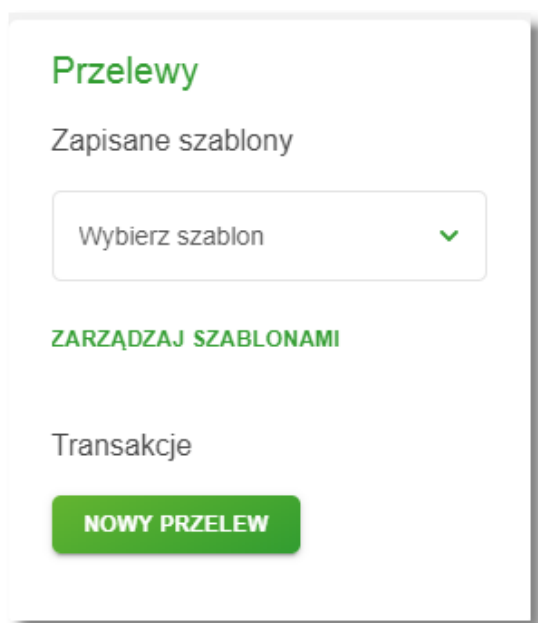 Przelewy
Zapisane szablony
Wybierz szablon
ZARZĄDZAJ SZABLONAMI
Transakcje
NOWY PRZELEW